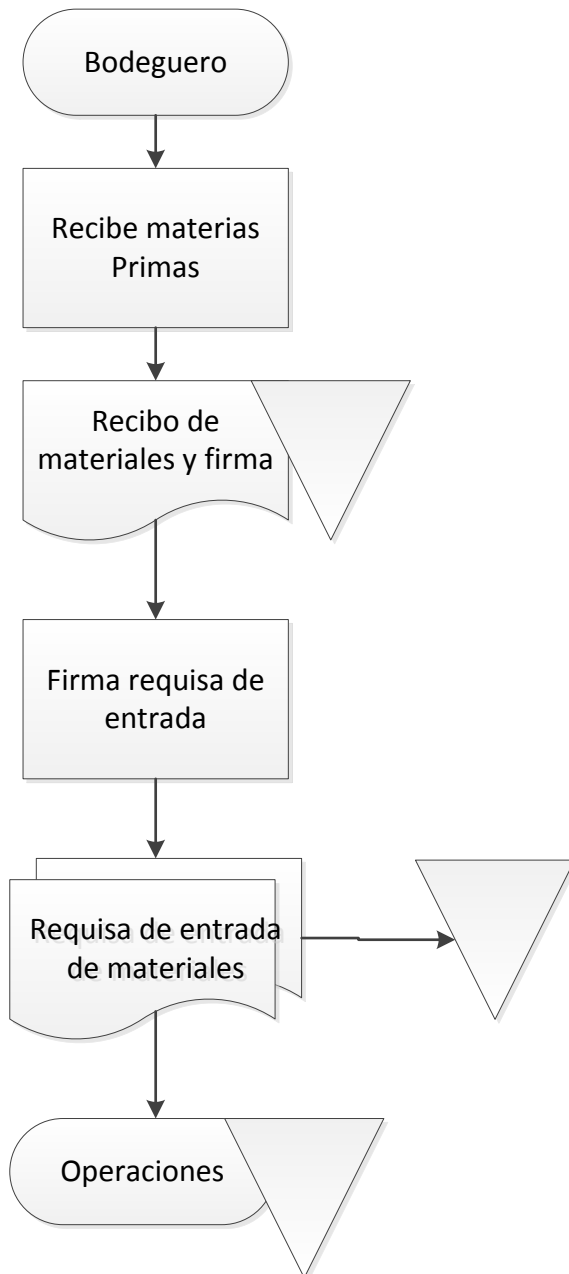 Bodeguero
Recibe materias
Primas
Recibo de
materiales y firma
Firma requisa de
entrada
Requisa de entrada
de materiales
Operaciones